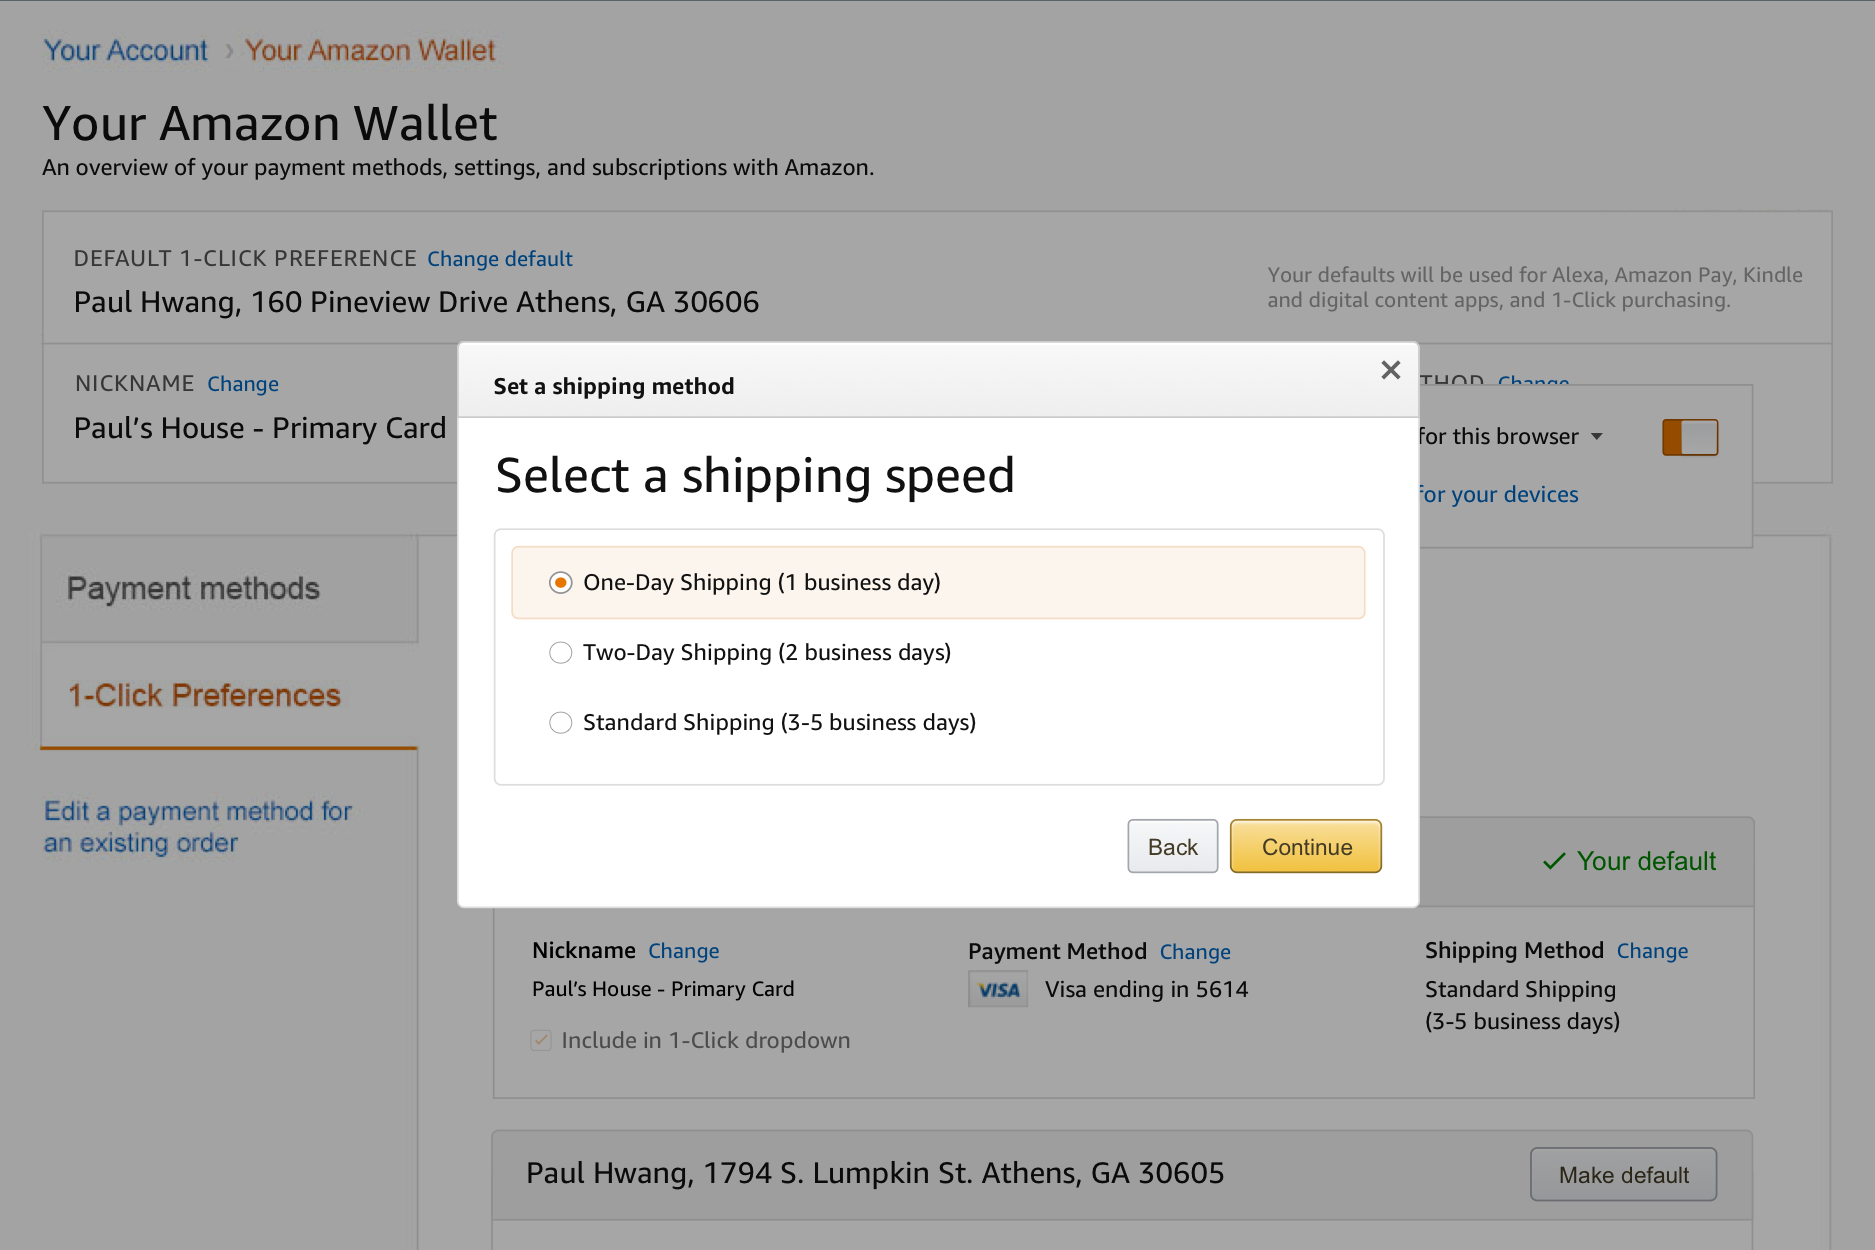 Your Account › Your Amazon Wallet
Your Amazon Wallet
An overview of your payment methods, settings, and subscriptions with Amazon.
DEFAULT 1-CLICK PREFERENCE Change default
Paul Hwang, 160 Pineview Drive Athens, GA 30606
Your defaults will be used for Alexa, Amazon Pay, Kindle
and digital content apps, and 1-Click purchasing.
NICKNAME Change
Paul’s House - Primary Card
Change
for this browser
for your devices
Set a shipping method
Select a shipping speed
One-Day Shipping (1 business day)
Two-Day Shipping (2 business days)
Standard Shipping (3-5 business days)
Back
Continue
Payment methods
1-Click Preferences
Edit a payment method for
an existing order
Your default
Nickname Change
Paul’s House - Primary Card
Include in 1-Click dropdown
Payment Method Change
VISA Visa ending in 5614
Shipping Method Change
Standard Shipping
(3-5 business days)
Paul Hwang, 1794 S. Lumpkin St. Athens, GA 30605
Make default